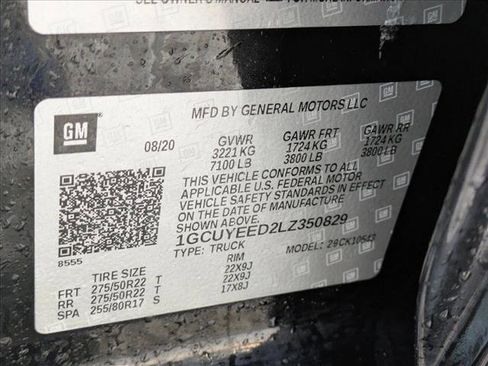 SEE OWNER'S MANUAL
MFD BY GENERAL MOTORS LLC
GM
08/20 GVWR GAWR FRT GAWR RR
3221 KG 1724 KG 1724 KG
7100 LB 3800 LB 3800 LB
THIS VEHICLE CONFORMS TO ALL
APPLICABLE U.S. FEDERAL MOTOR
VEHICLE SAFETY STANDARDS IN EFFECT
ON THE DATE OF MANUFACTURE
SHOWN ABOVE.
1GCUYEED2LZ350829
8555
TYPE: TRUCK
TIRE SIZE RIM
FRT 275/50R22 T 22X9J
RR 275/50R22 T 22X9J
SPA 255/80R17 S 17X8J